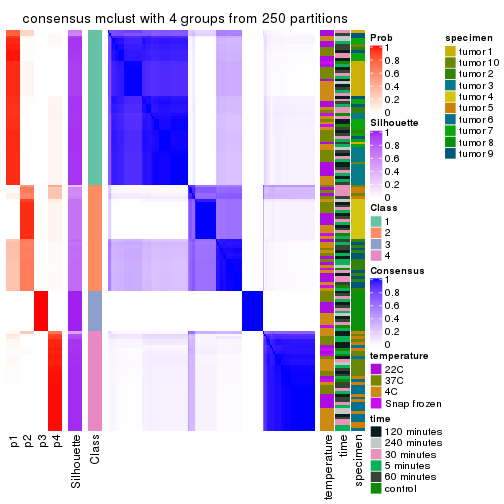 consensus mclust with 4 groups from 250 partitions
p1
p2
p3
p4
Silhouette
Class
temperature
time
specimen
Prob
1
0.8
0.6
0.4
0.2
0
Silhouette
1
0.8
0.6
0.4
0.2
0
Class
1
2
3
4
Consensus
1
0.8
0.6
0.4
0.2
0
temperature
22C
37C
4C
Snap frozen
time
120 minutes
240 minutes
30 minutes
5 minutes
60 minutes
control
specimen
tumor 1
tumor 10
tumor 2
tumor 3
tumor 4
tumor 5
tumor 6
tumor 7
tumor 8
tumor 9